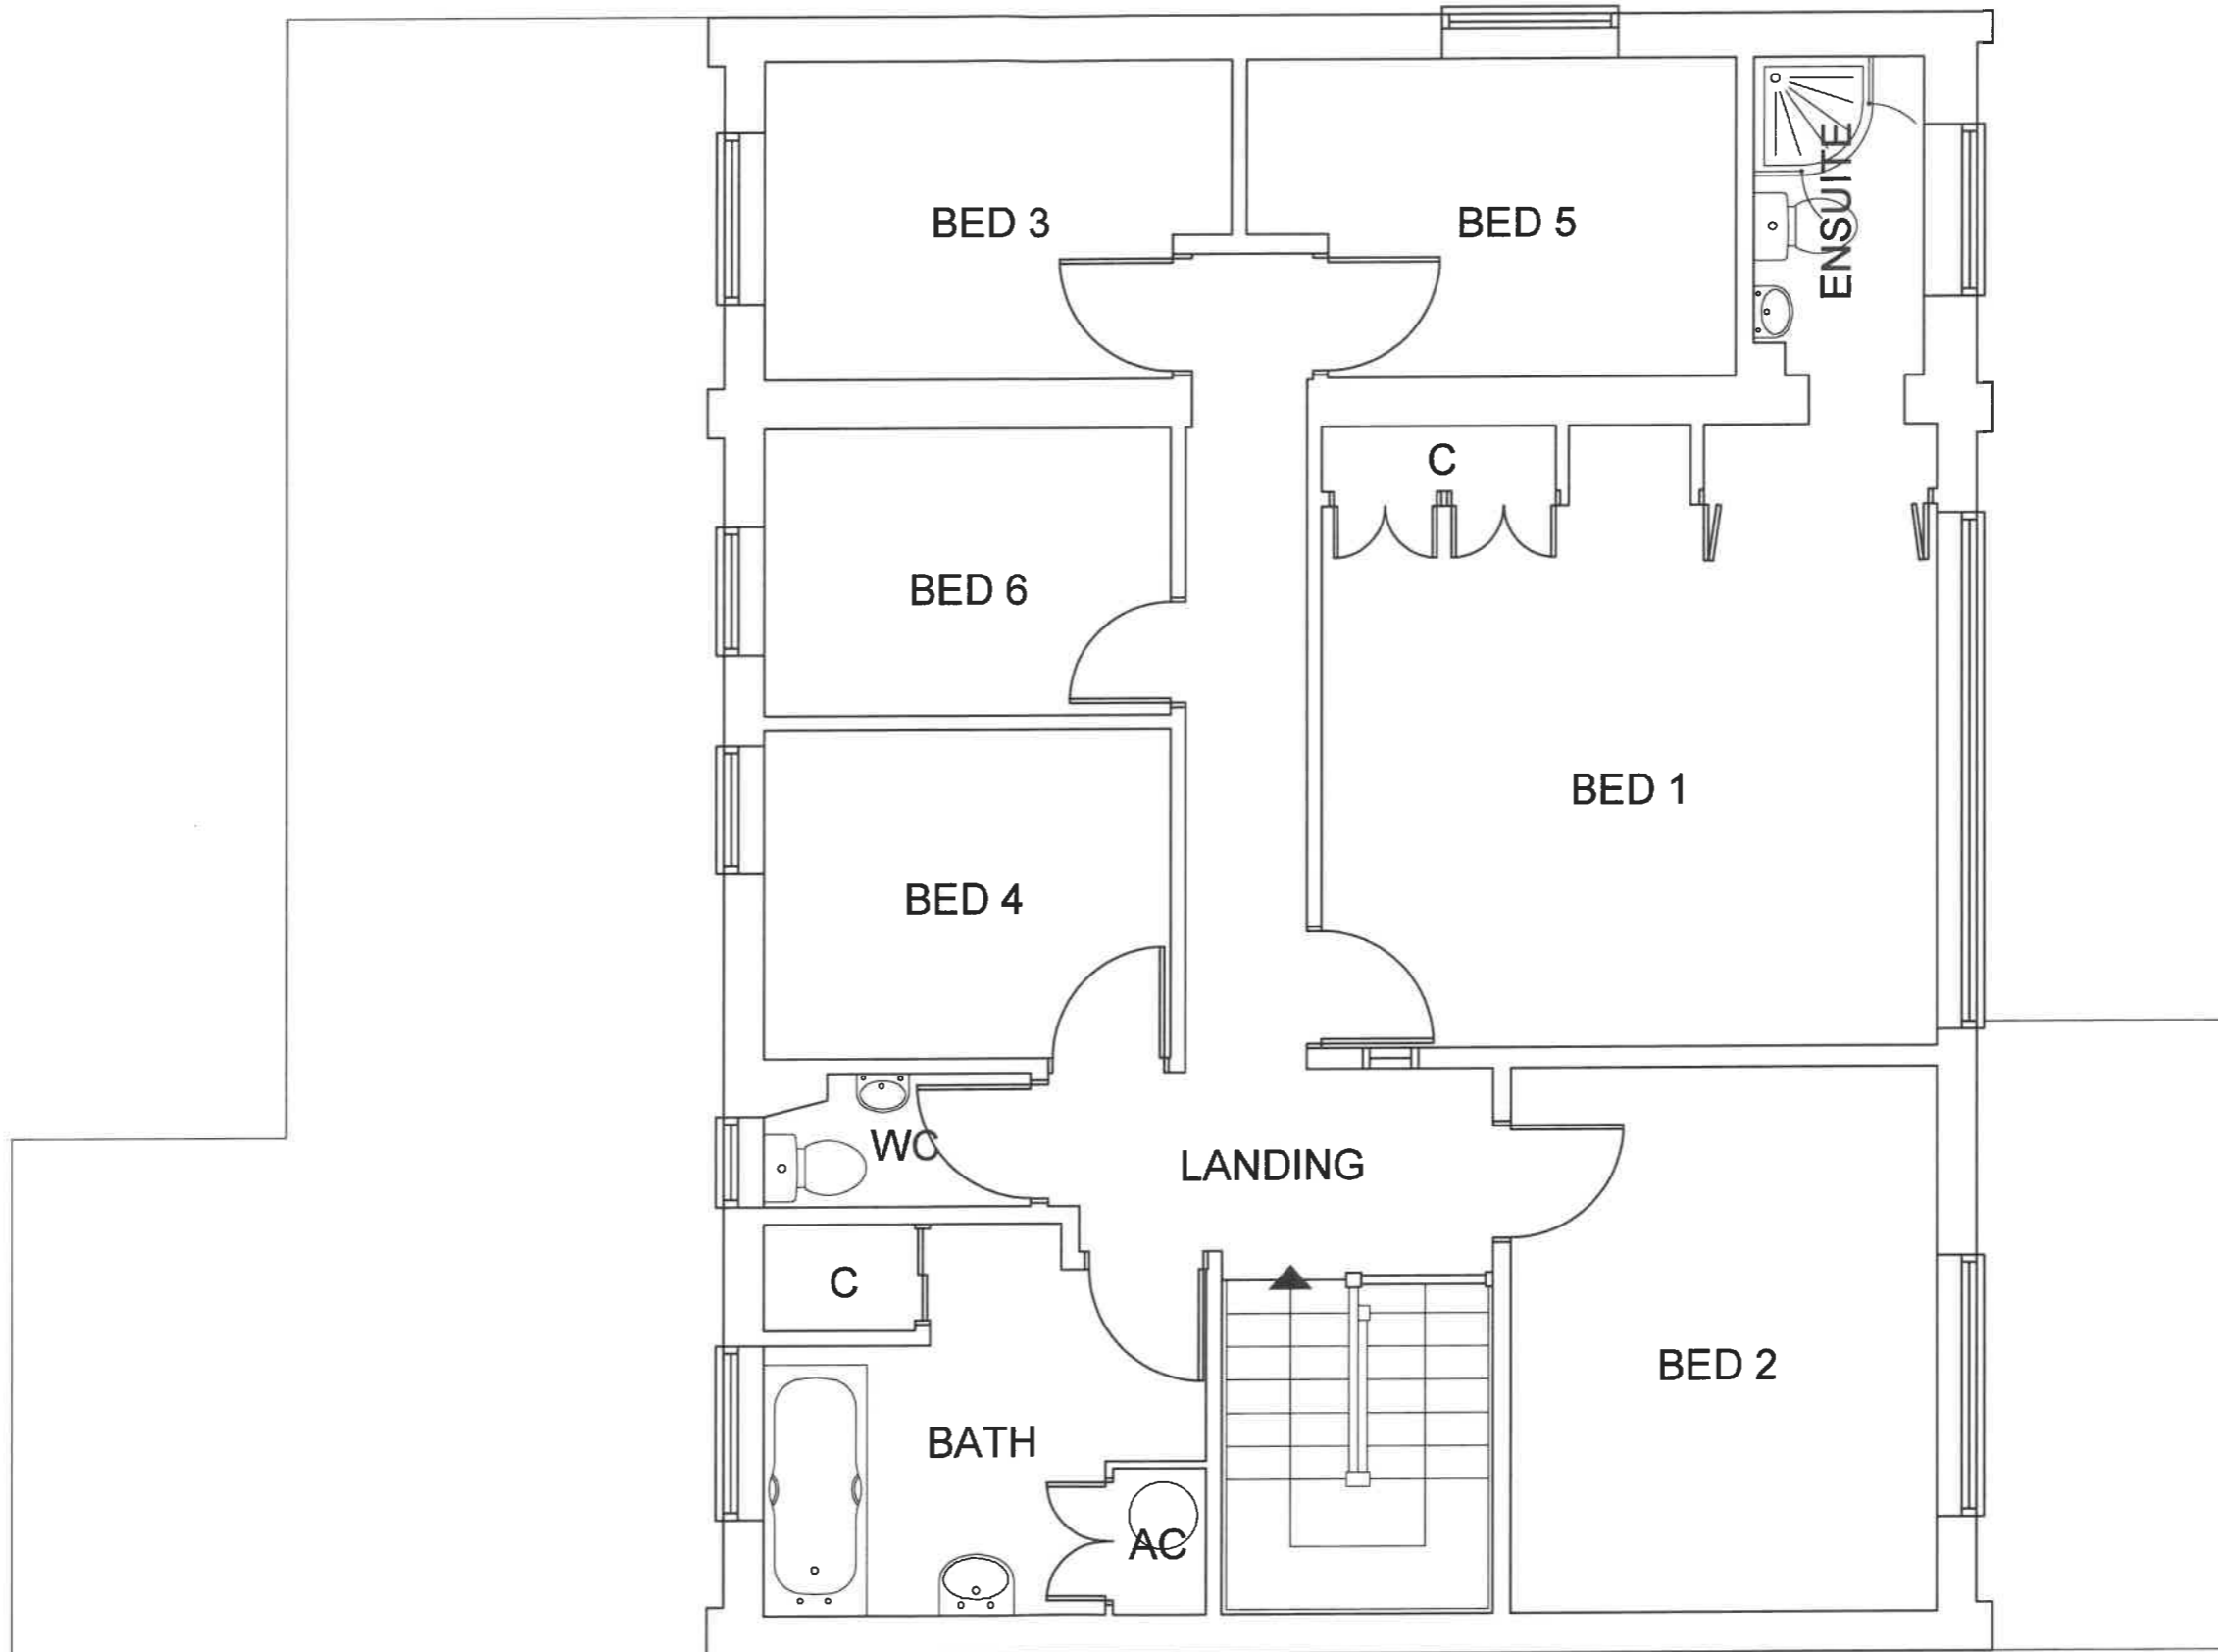 BED 3
BED 5
ENSUITE
C
BED 6
BED 1
BED 4
WC
LANDING
C
BED 2
BATH
AC